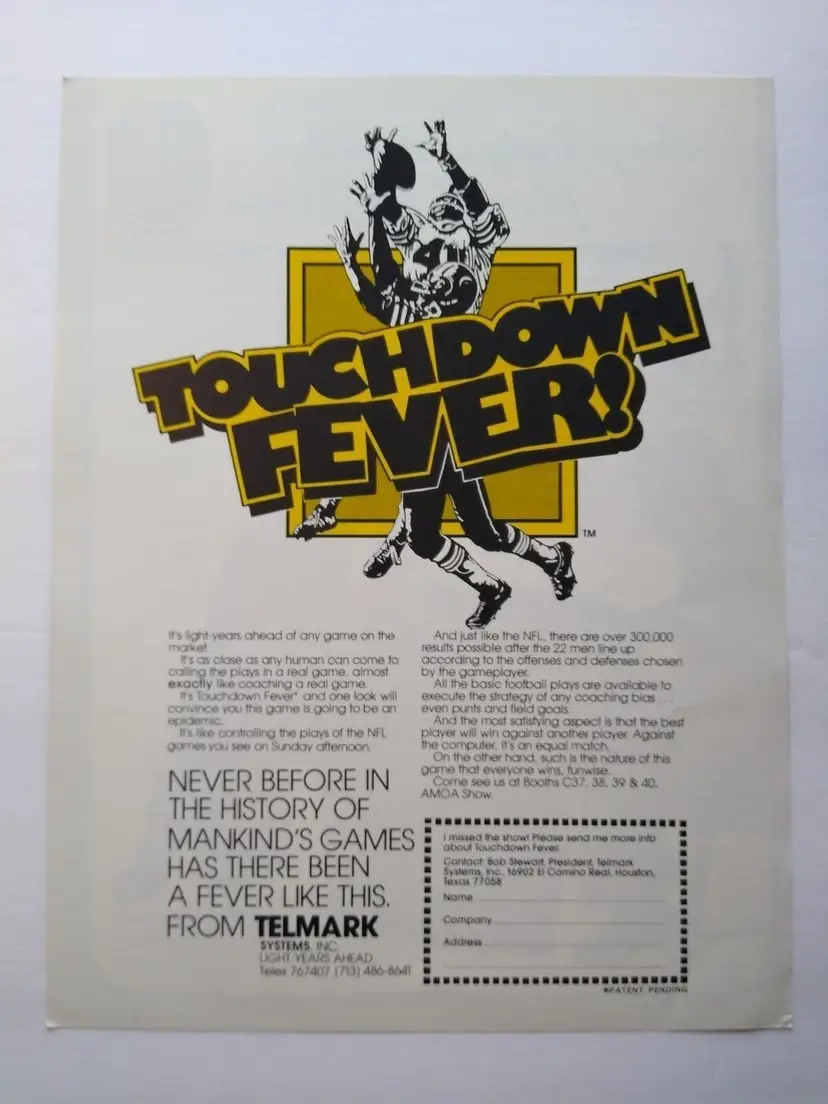 TOUCHDOWN
FEVER!
TM
It's light-years ahead of any game on the
market.
It's as close as any human can come to
calling the plays in a real game, almost
exactly like coaching a real game.
It's Touchdown Fever* and one look will
convince you this game is going to be an
epidemic.
It's like controlling the plays of the NFL
games you see on Sunday afternoon.
NEVER BEFORE IN
THE HISTORY OF
MANKIND'S GAMES
HAS THERE BEEN
A FEVER LIKE THIS.
FROM TELMARK
SYSTEMS, INC.
LIGHT YEARS AHEAD
Telex 767407 (713) 486-8641
And just like the NFL, there are over 300,000
results possible after the 22 men line up
according to the offenses and defenses chosen
by the gameplayer.
All the basic football plays are available to
execute the strategy of any coaching bias ...
even punts and field goals.
And the most satisfying aspect is that the best
player will win against another player. Against
the computer, it's an equal match.
On the other hand, such is the nature of this
game that everyone wins, funwise.
Come see us at Booths C37, 38, 39 & 40,
AMOA Show.
I missed the show! Please send me more info
about Touchdown Fever.
Contact: Bob Stewart, President, Telmark
Systems, Inc., 16902 El Camino Real, Houston,
Texas 77058
Name
Company
Address
*PATENT PENDING
41
8